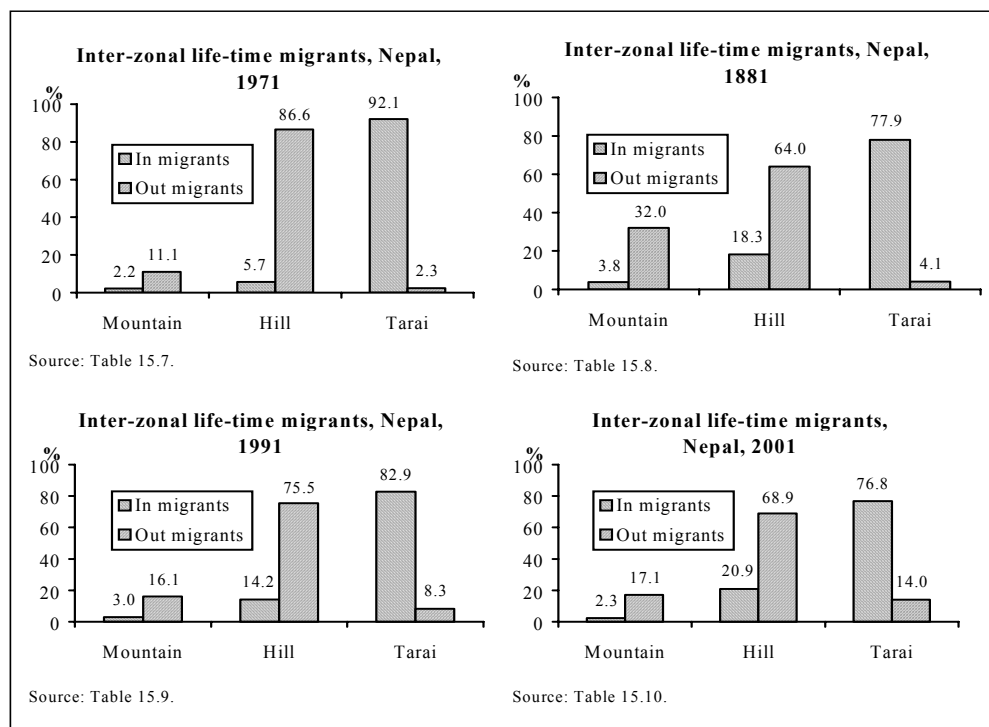 Inter-zonal life-time migrants, Nepal,
1971
%
100
80
60
40
20
0
In migrants
Out migrants
2.2
11.1
5.7
86.6
92.1
2.3
Mountain
Hill
Tarai
Source: Table 15.7.
Inter-zonal life-time migrants, Nepal,
1881
%
100
80
60
40
20
0
In migrants
Out migrants
3.8
32.0
18.3
64.0
77.9
4.1
Mountain
Hill
Tarai
Source: Table 15.8.
Inter-zonal life-time migrants, Nepal,
1991
%
100
80
60
40
20
0
In migrants
Out migrants
3.0
16.1
14.2
75.5
82.9
8.3
Mountain
Hill
Tarai
Source: Table 15.9.
Inter-zonal life-time migrants,
Nepal, 2001
%
100
80
60
40
20
0
In migrants
Out migrants
2.3
17.1
20.9
68.9
76.8
14.0
Mountain
Hill
Tarai
Source: Table 15.10.